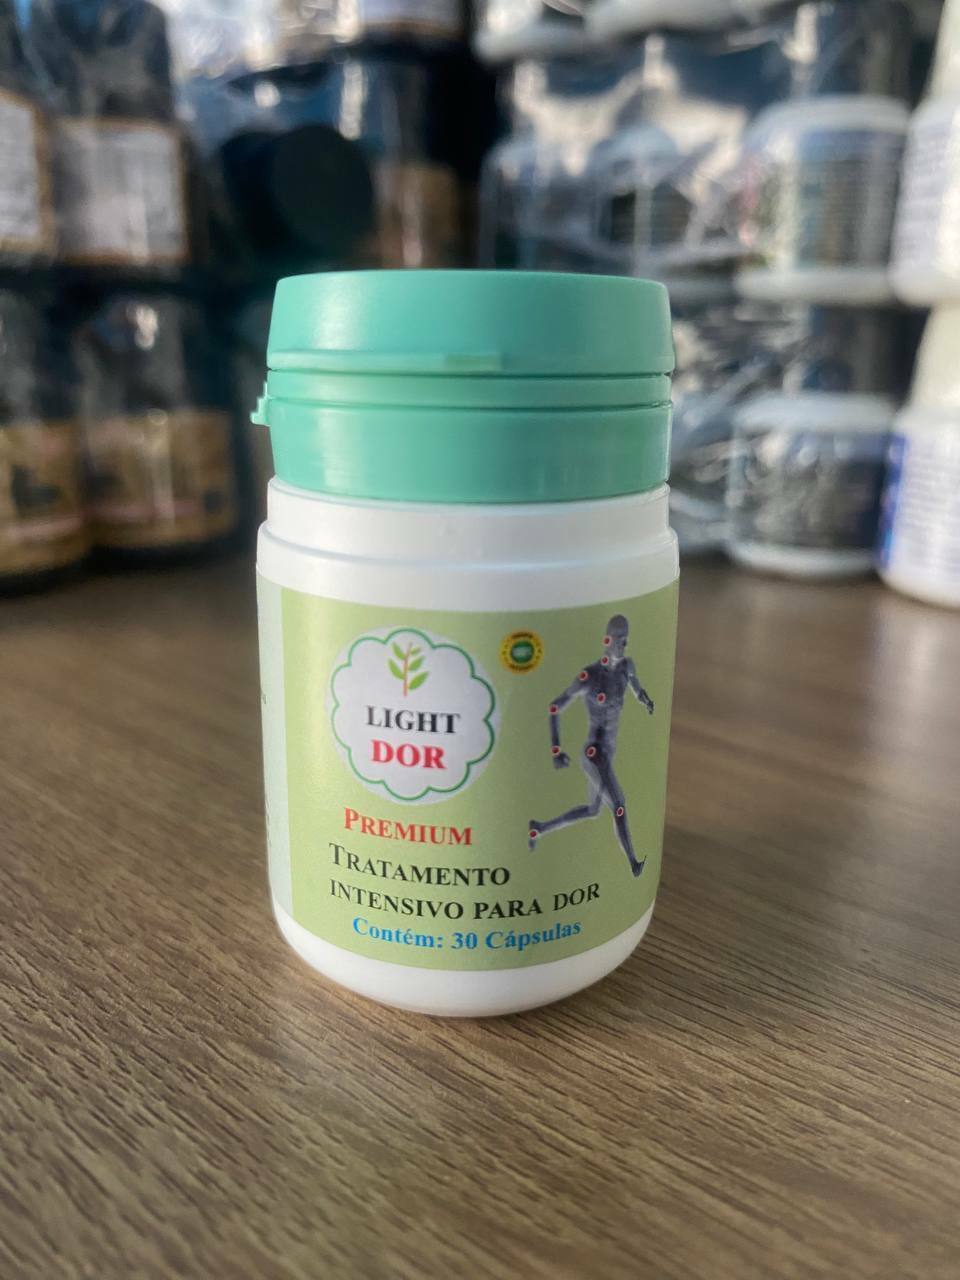 LIGHT
DOR
PREMIUM
TRATAMENTO
INTENSIVO PARA DOR
Contém: 30 Cápsulas